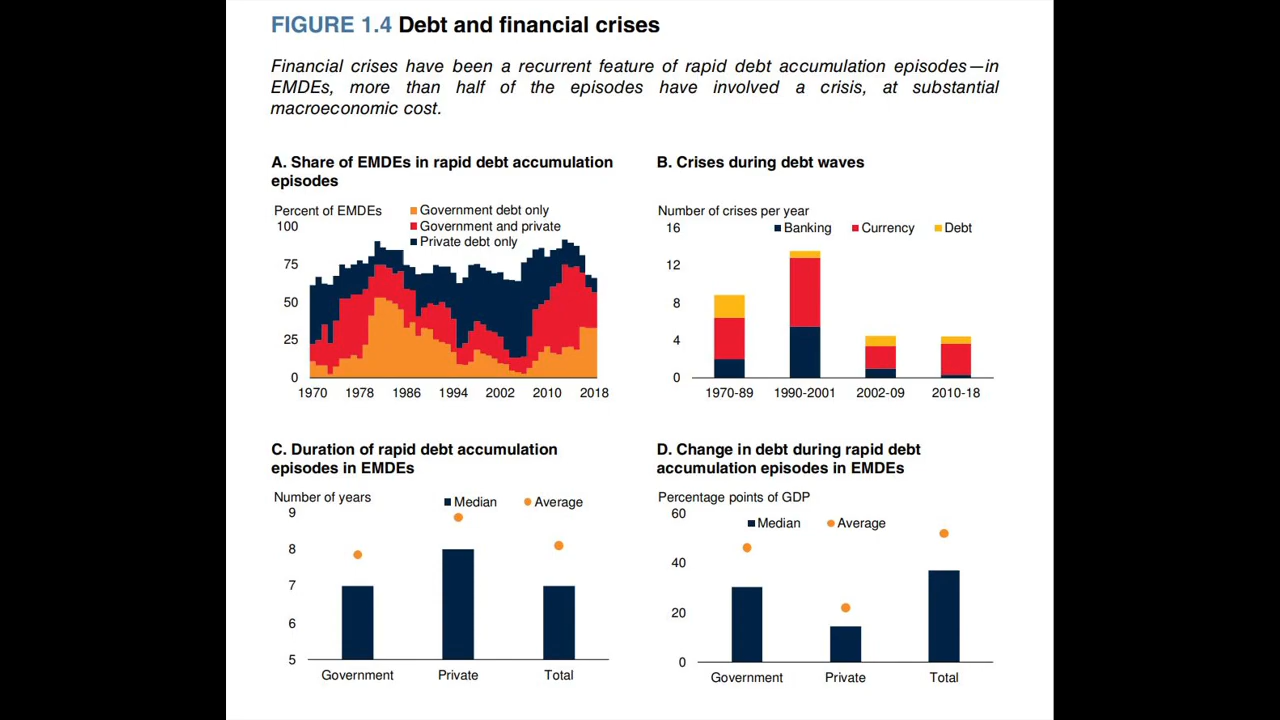 FIGURE 1.4 Debt and financial crises
Financial crises have been a recurrent feature of rapid debt accumulation episodes—in
EMDEs, more than half of the episodes have involved a crisis, at substantial
macroeconomic cost.
A. Share of EMDEs in rapid debt accumulation
episodes
Percent of EMDEs
Government debt only
Government and private
Private debt only
100
75
50
25
0
1970 1978 1986 1994 2002 2010 2018
B. Crises during debt waves
Number of crises per year
Banking Currency Debt
16
12
8
4
0
1970-89 1990-2001 2002-09 2010-18
C. Duration of rapid debt accumulation
episodes in EMDEs
Number of years
Median Average
9
8
7
6
5
Government Private Total
D. Change in debt during rapid debt
accumulation episodes in EMDEs
Percentage points of GDP
60
Median Average
40
20
0
Government Private Total